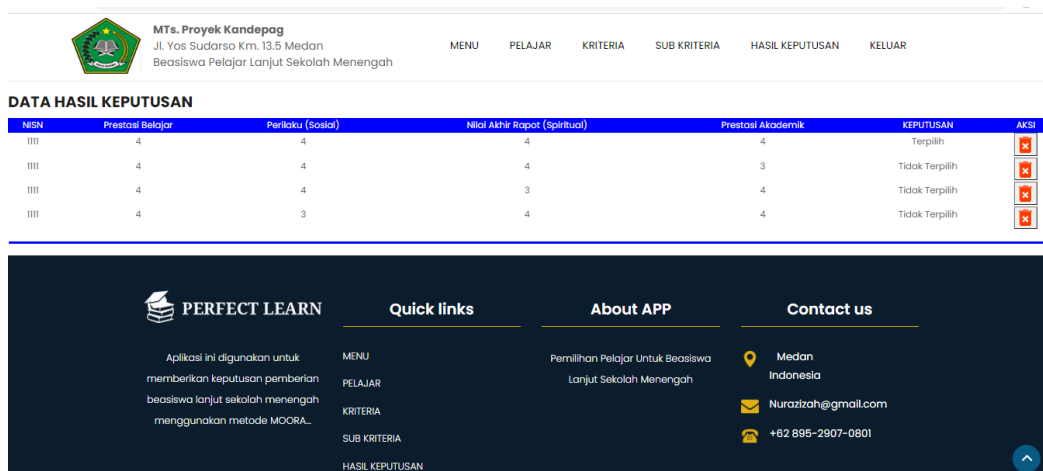 MTs. Proyek Kandepag
Jl. Yos Sudarso Km. 13.5 Medan
Beasiswa Pelajar Lanjut Sekolah Menengah
MENU PELAJAR KRITERIA SUB KRITERIA HASIL KEPUTUSAN KELUAR
DATA HASIL KEPUTUSAN
NISN Prestasi Belajar Perilaku (Sosial) Nilai Akhir Rapot (Spiritual) Prestasi Akademik KEPUTUSAN AKSI
1111 4 4 4 4 Terpilih
1111 4 4 4 3 Tidak Terpilih
1111 4 4 3 4 Tidak Terpilih
1111 4 3 4 4 Tidak Terpilih
PERFECT LEARN
Aplikasi ini digunakan untuk
memberikan keputusan pemberian
beasiswa lanjut sekolah menengah
menggunakan metode MOORA...
Quick links
MENU
PELAJAR
KRITERIA
SUB KRITERIA
HASIL KEPUTUSAN
About APP
Pemilihan Pelajar Untuk Beasiswa
Lanjut Sekolah Menengah
Contact us
Medan
Indonesia
Nurazizah@gmail.com
+62 895-2907-0801